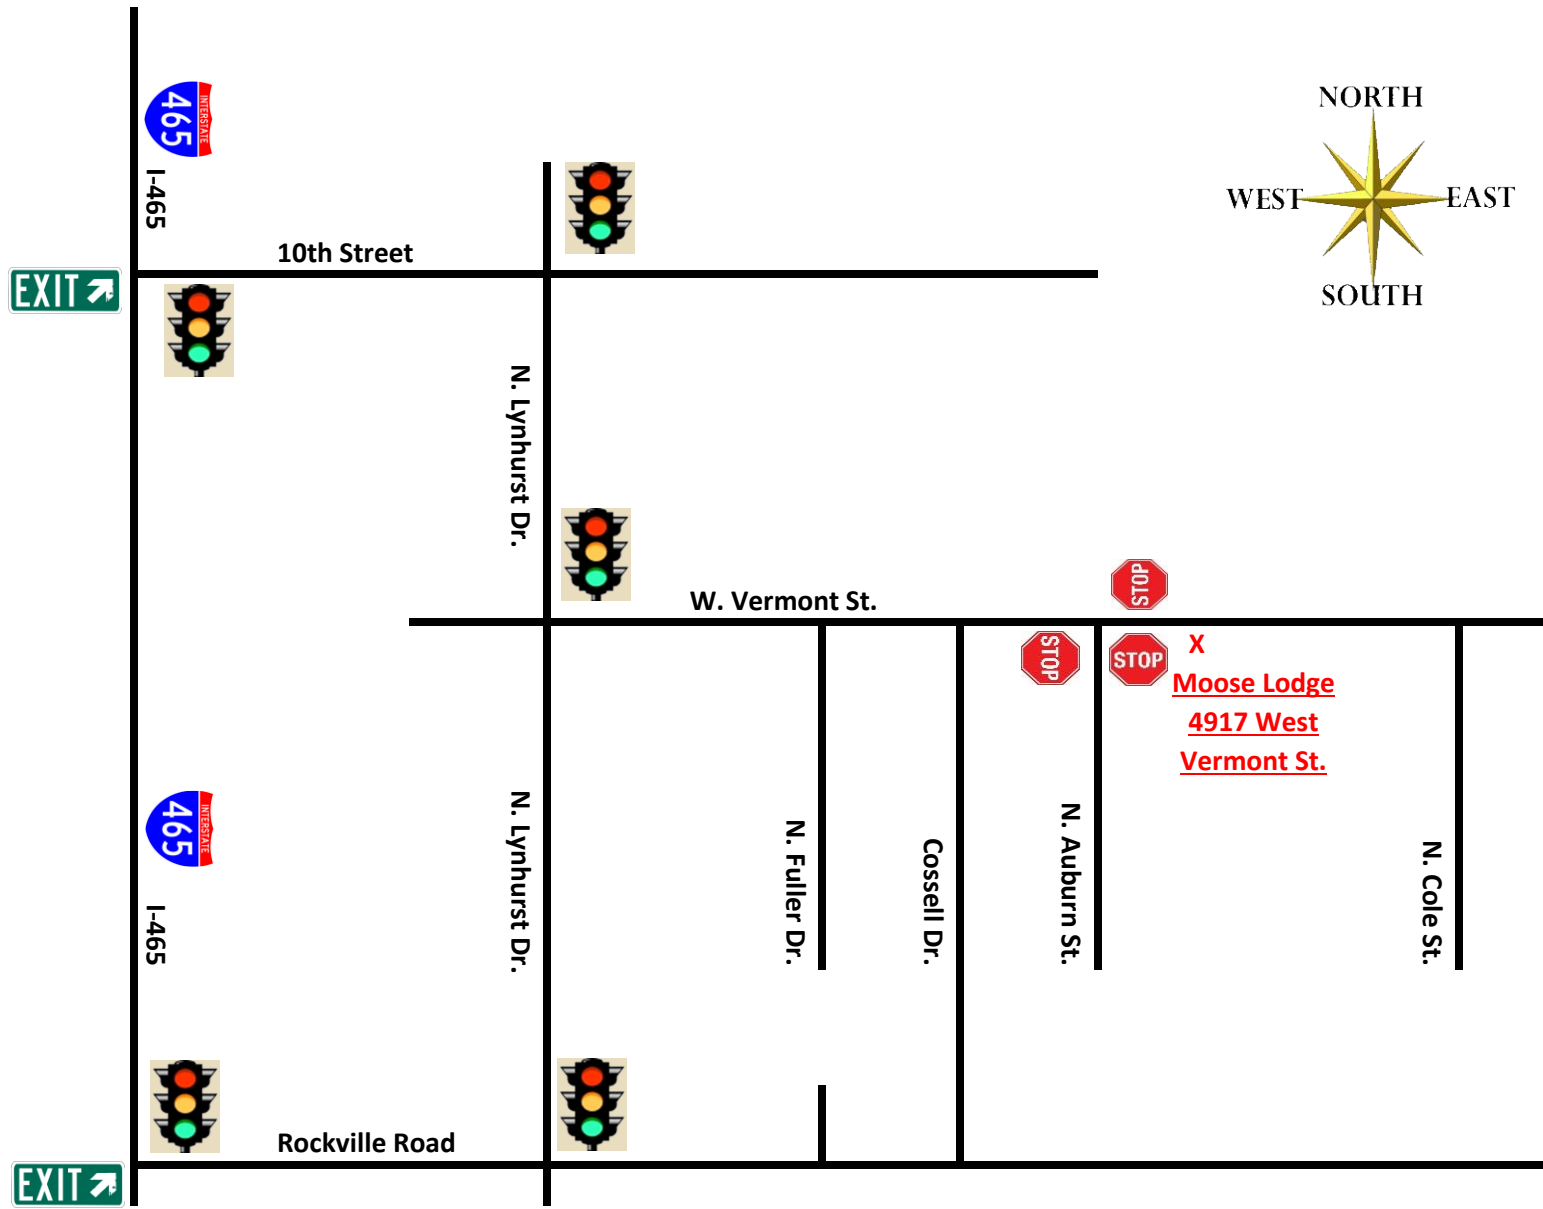 NORTH
INTERSTATE
465
I-465
WEST
EAST
10th Street
EXIT
SOUTH
N. Lynhurst Dr.
W. Vermont St.
STOP
STOP
STOP
X
Moose Lodge
4917 West
Vermont St.
INTERSTATE
465
I-465
N. Lynhurst Dr.
N. Fuller Dr.
Cossell Dr.
N. Auburn St.
N. Cole St.
Rockville Road
EXIT